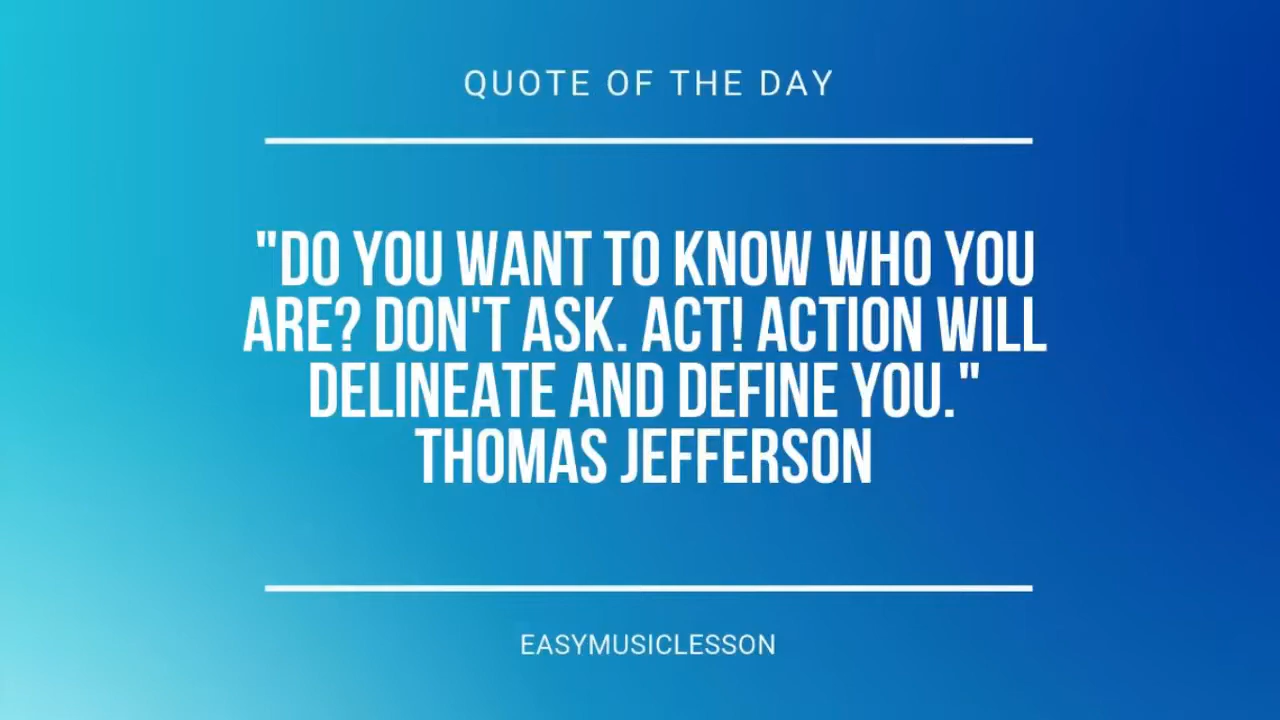 QUOTE OF THE DAY
"DO YOU WANT TO KNOW WHO YOU
ARE? DON'T ASK. ACT! ACTION WILL
DELINEATE AND DEFINE YOU."
THOMAS JEFFERSON
EASYMUSICLESSON